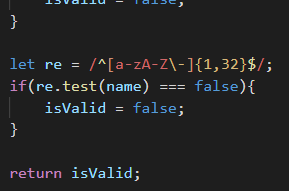 isValid = false;
}
let re = /^[a-zA-Z\-]{1,32}$/;
if(re.test(name) === false){
isValid = false;
}
return isValid;